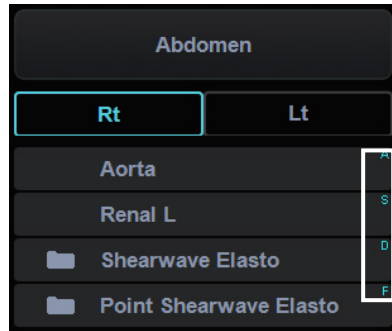 Abdomen
Rt Lt
Aorta A
Renal L S
Shearwave Elasto D
Point Shearwave Elasto F